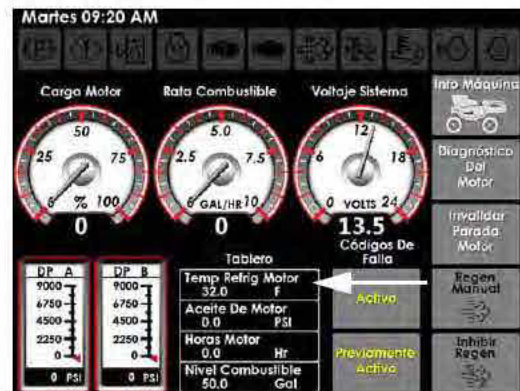 Martes 09:20 AM
Carga Motor
Rata Combustible
Voltaje Sistema
Info Máquina
25
50
75
0
%
100
0
2.5
5.0
7.5
0
GAL/HR
10
0
6
12
18
0
VOLTS
24
13.5
Diagnóstico
Del
Motor
Invalidar
Parada
Motor
Códigos De
Falla
Tablero
DP A
9000
6750
4500
2250
0
0 PSI
DP B
9000
6750
4500
2250
0
0 PSI
Temp Refrig Motor
32.0 F
Aceite De Motor
0.0 PSI
Horas Motor
0.0 Hr
Nivel Combustible
50.0 Gal
Activo
Previamente
Activo
Regen
Manual
Inhibir
Regen